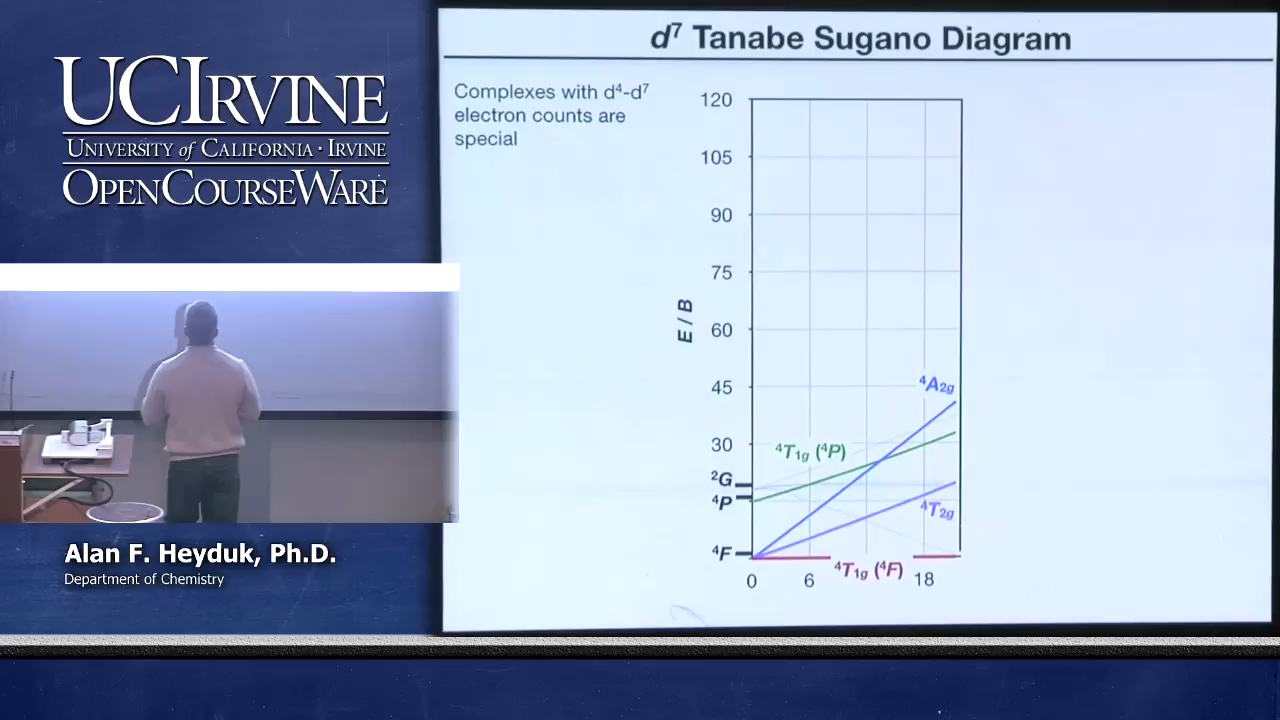 UCIRVINE
UNIVERSITY of CALIFORNIA · IRVINE
OPENCOURSEWARE
Alan F. Heyduk, Ph.D.
Department of Chemistry
d⁷ Tanabe Sugano Diagram
Complexes with d⁴-d⁷
electron counts are
special
120
105
90
75
60
45
30
E / B
⁴A₂g
⁴T₁g (⁴P)
²G
⁴P
⁴T₂g
⁴F
⁴T₁g (⁴F)
0 6 18